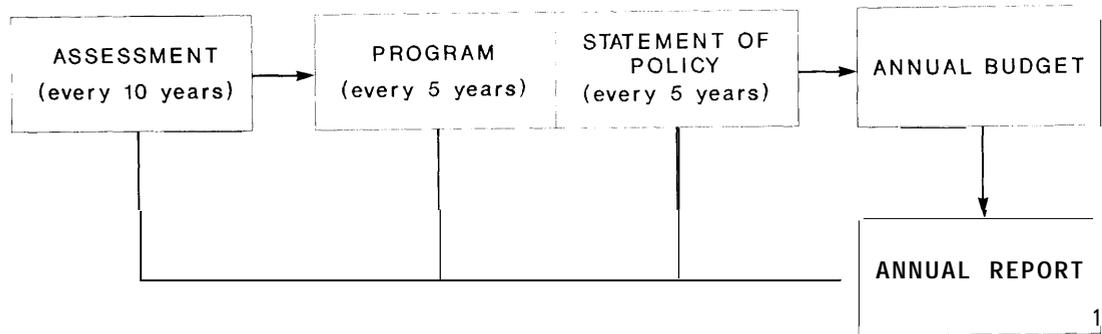 ASSESSMENT
(every 10 years)
PROGRAM
(every 5 years)
STATEMENT OF
POLICY
(every 5 years)
ANNUAL BUDGET
ANNUAL REPORT
1